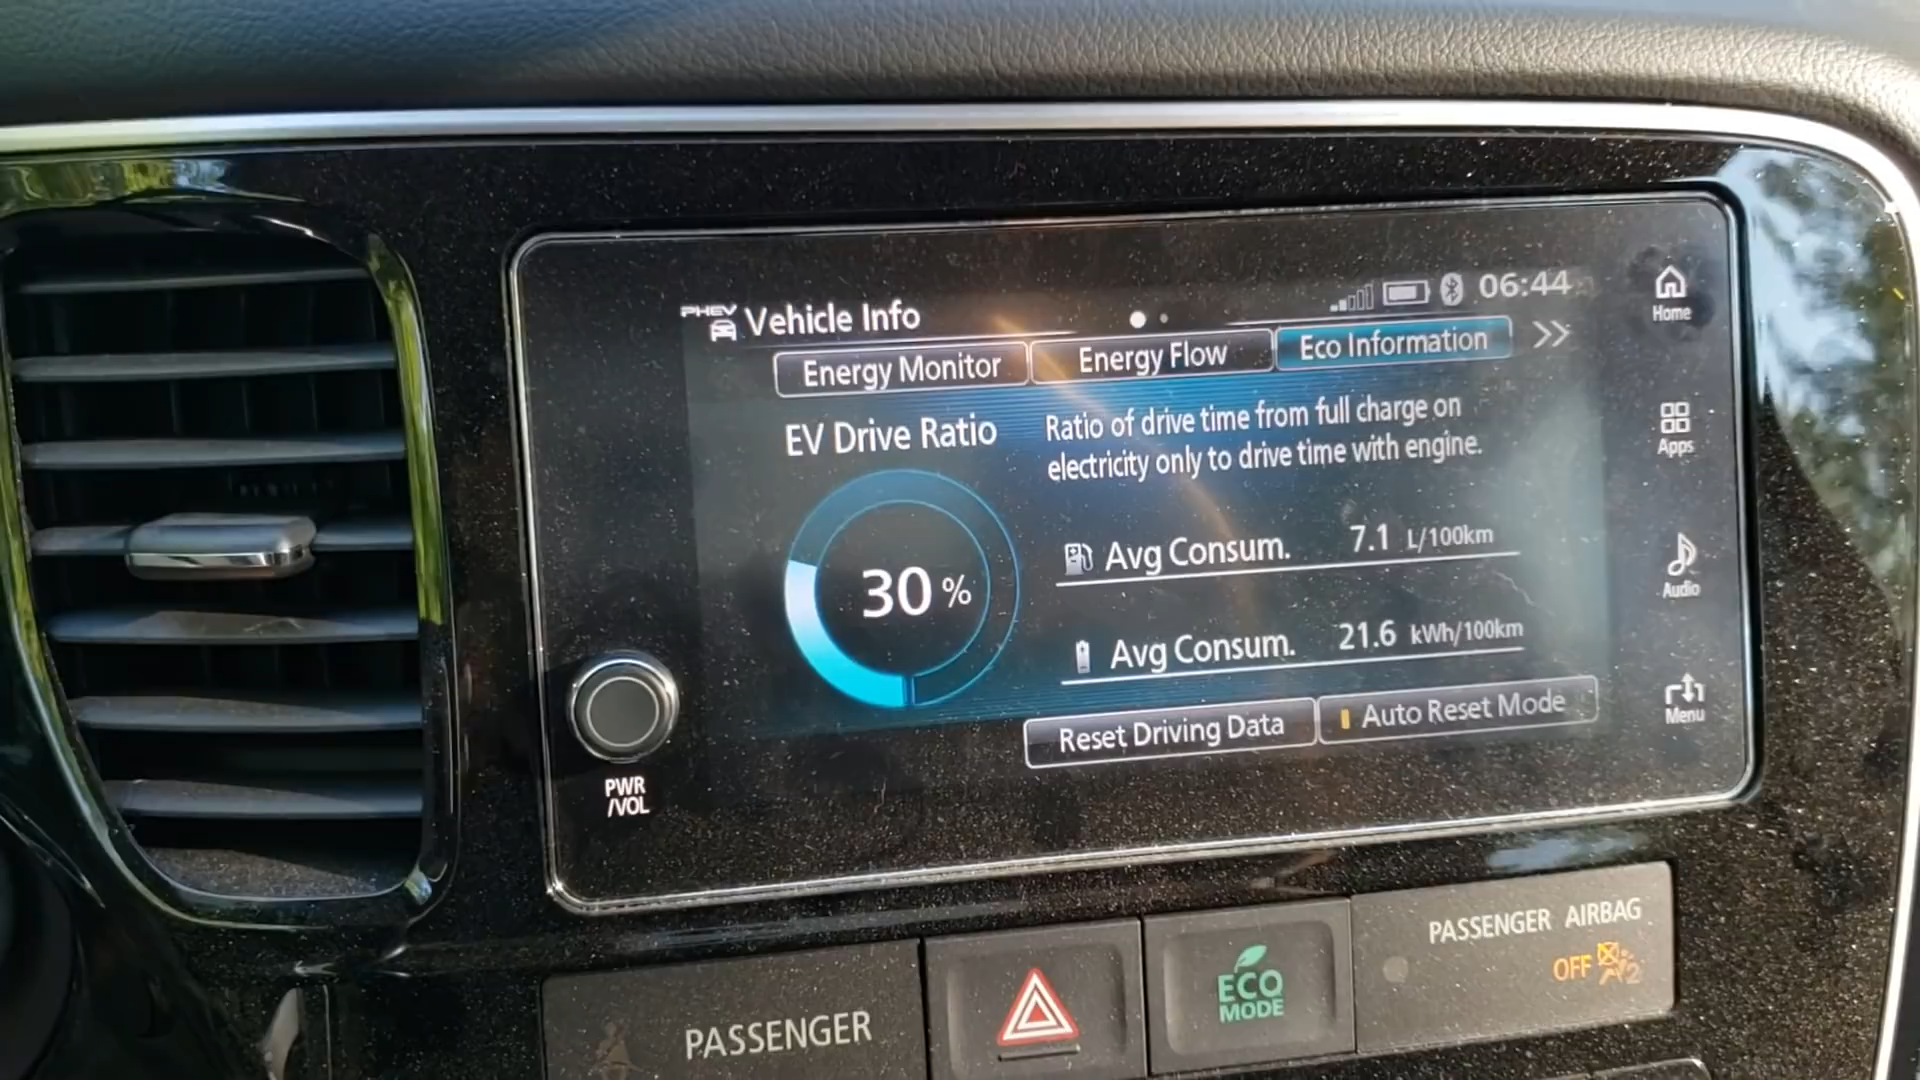 PHEV Vehicle Info
06:44
Energy Monitor
Energy Flow
Eco Information
EV Drive Ratio
Ratio of drive time from full charge on
electricity only to drive time with engine.
30 %
Avg Consum. 7.1 L/100km
Avg Consum. 21.6 kWh/100km
Reset Driving Data
Auto Reset Mode
Home
Apps
Audio
Menu
PWR
/VOL
PASSENGER
ECO
MODE
PASSENGER AIRBAG
OFF 2